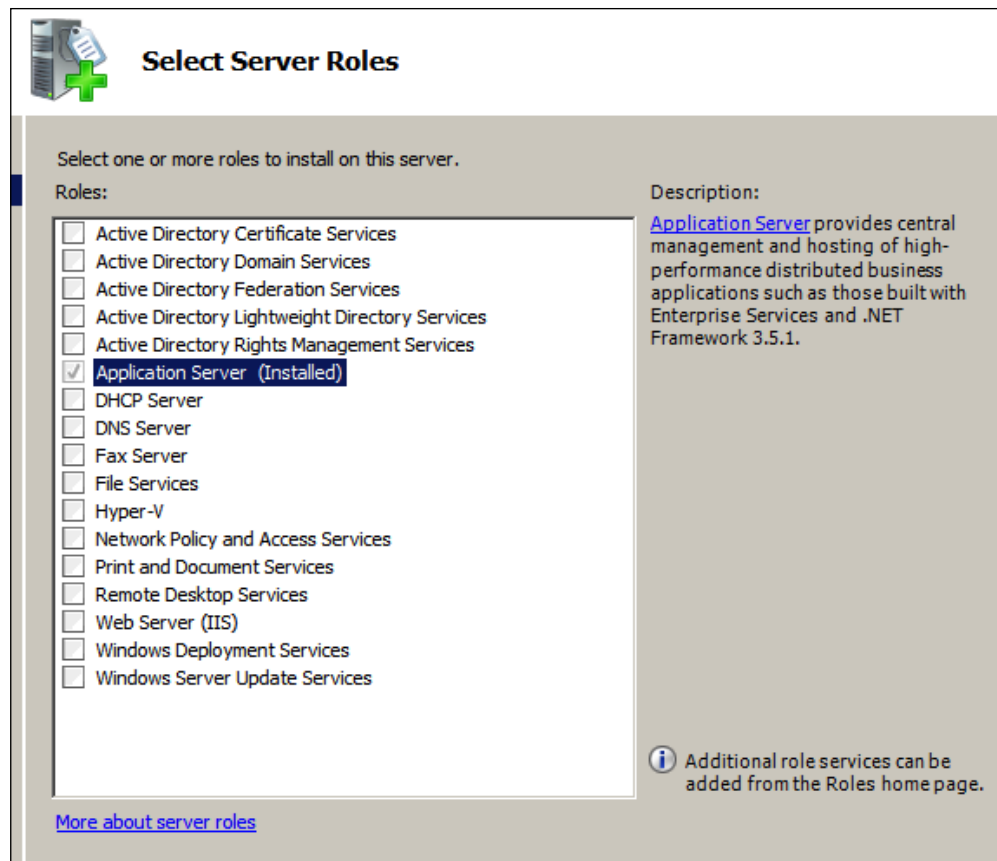 Select Server Roles
Select one or more roles to install on this server.
Roles:
Active Directory Certificate Services
Active Directory Domain Services
Active Directory Federation Services
Active Directory Lightweight Directory Services
Active Directory Rights Management Services
Application Server (Installed)
DHCP Server
DNS Server
Fax Server
File Services
Hyper-V
Network Policy and Access Services
Print and Document Services
Remote Desktop Services
Web Server (IIS)
Windows Deployment Services
Windows Server Update Services
More about server roles
Description:
Application Server provides central
management and hosting of high-
performance distributed business
applications such as those built with
Enterprise Services and .NET
Framework 3.5.1.
Additional role services can be
added from the Roles home page.